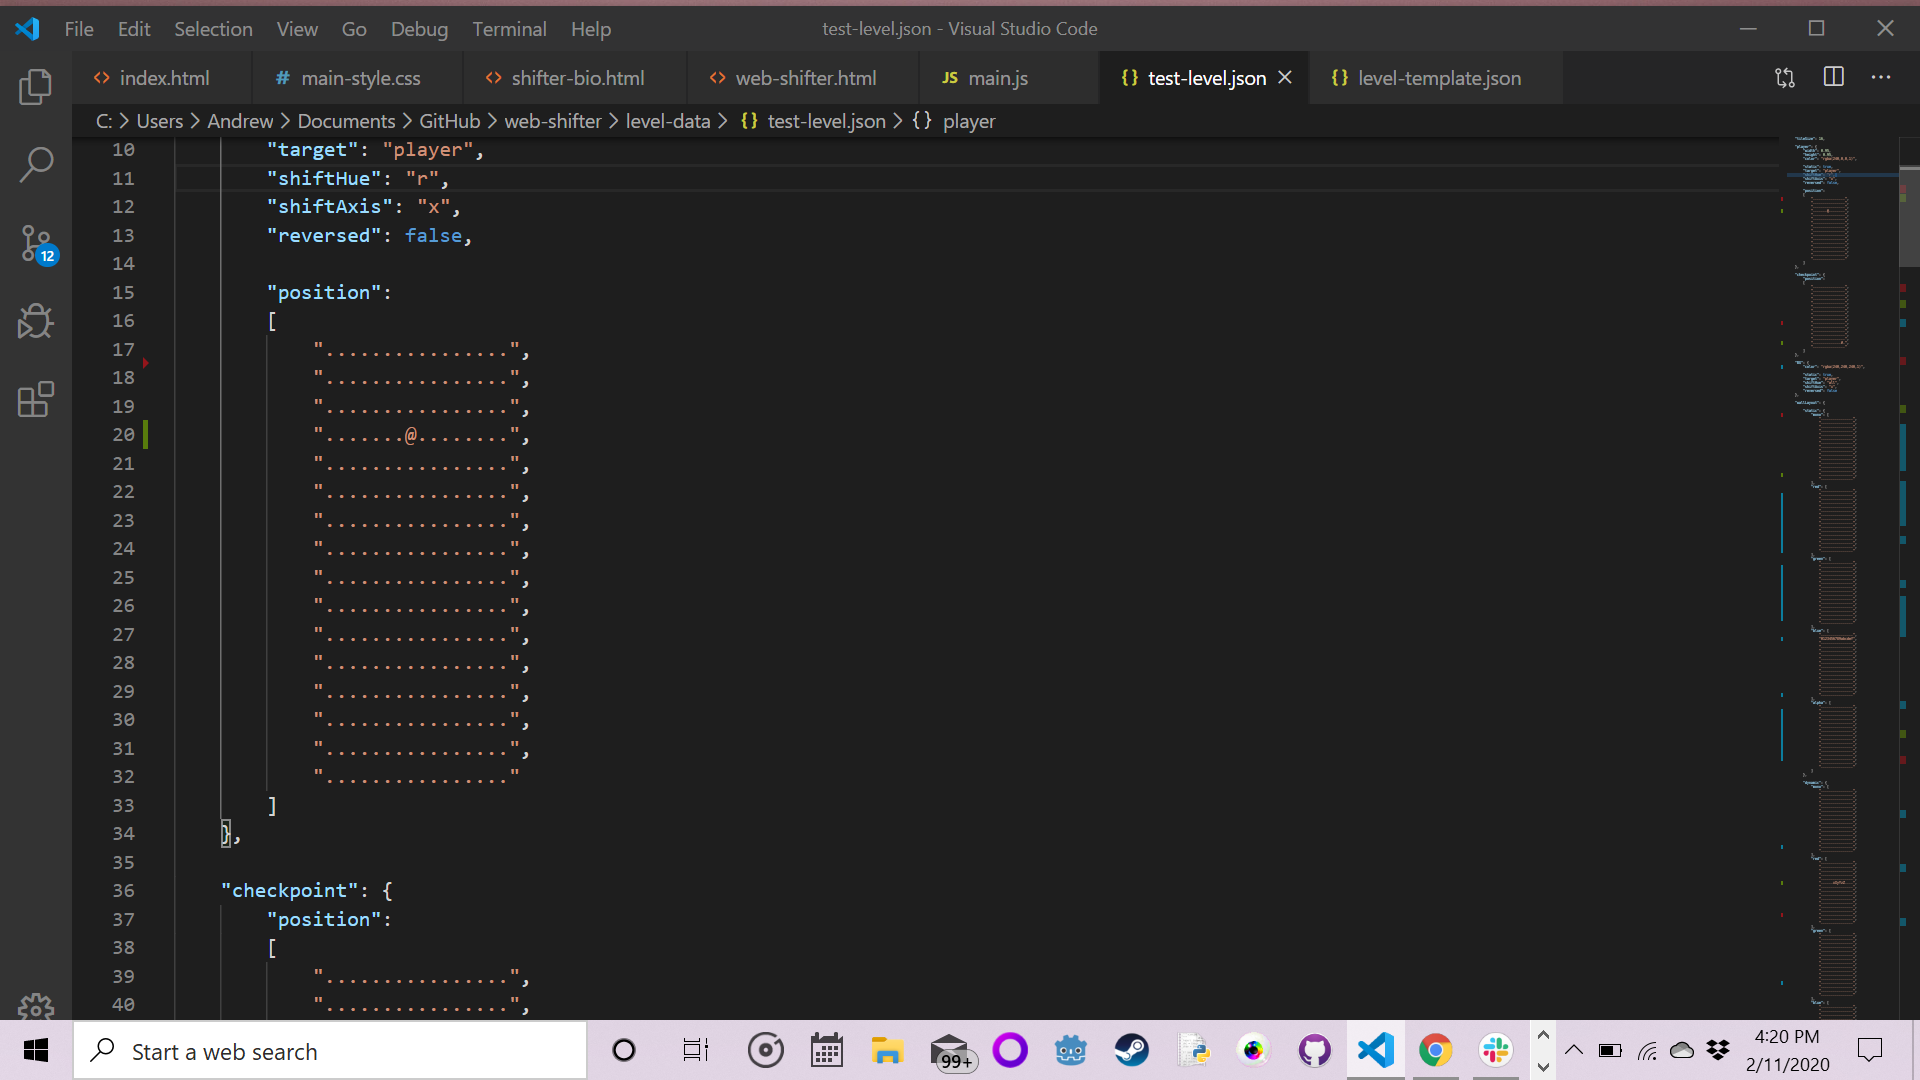 File Edit Selection View Go Debug Terminal Help
test-level.json - Visual Studio Code
<> index.html
# main-style.css
<> shifter-bio.html
<> web-shifter.html
JS main.js
{} test-level.json
{} level-template.json
C: > Users > Andrew > Documents > GitHub > web-shifter > level-data > {} test-level.json > {} player
10 "target": "player",
11 "shiftHue": "r",
12 "shiftAxis": "x",
13 "reversed": false,
14
15 "position":
16 [
17 "................",
18 "................",
19 "................",
20 ".......@........",
21 "................",
22 "................",
23 "................",
24 "................",
25 "................",
26 "................",
27 "................",
28 "................",
29 "................",
30 "................",
31 "................",
32 "................"
33 ]
34 },
35
36 "checkpoint": {
37 "position":
38 [
39 "................",
40 "................",
12
Start a web search
99+
4:20 PM
2/11/2020